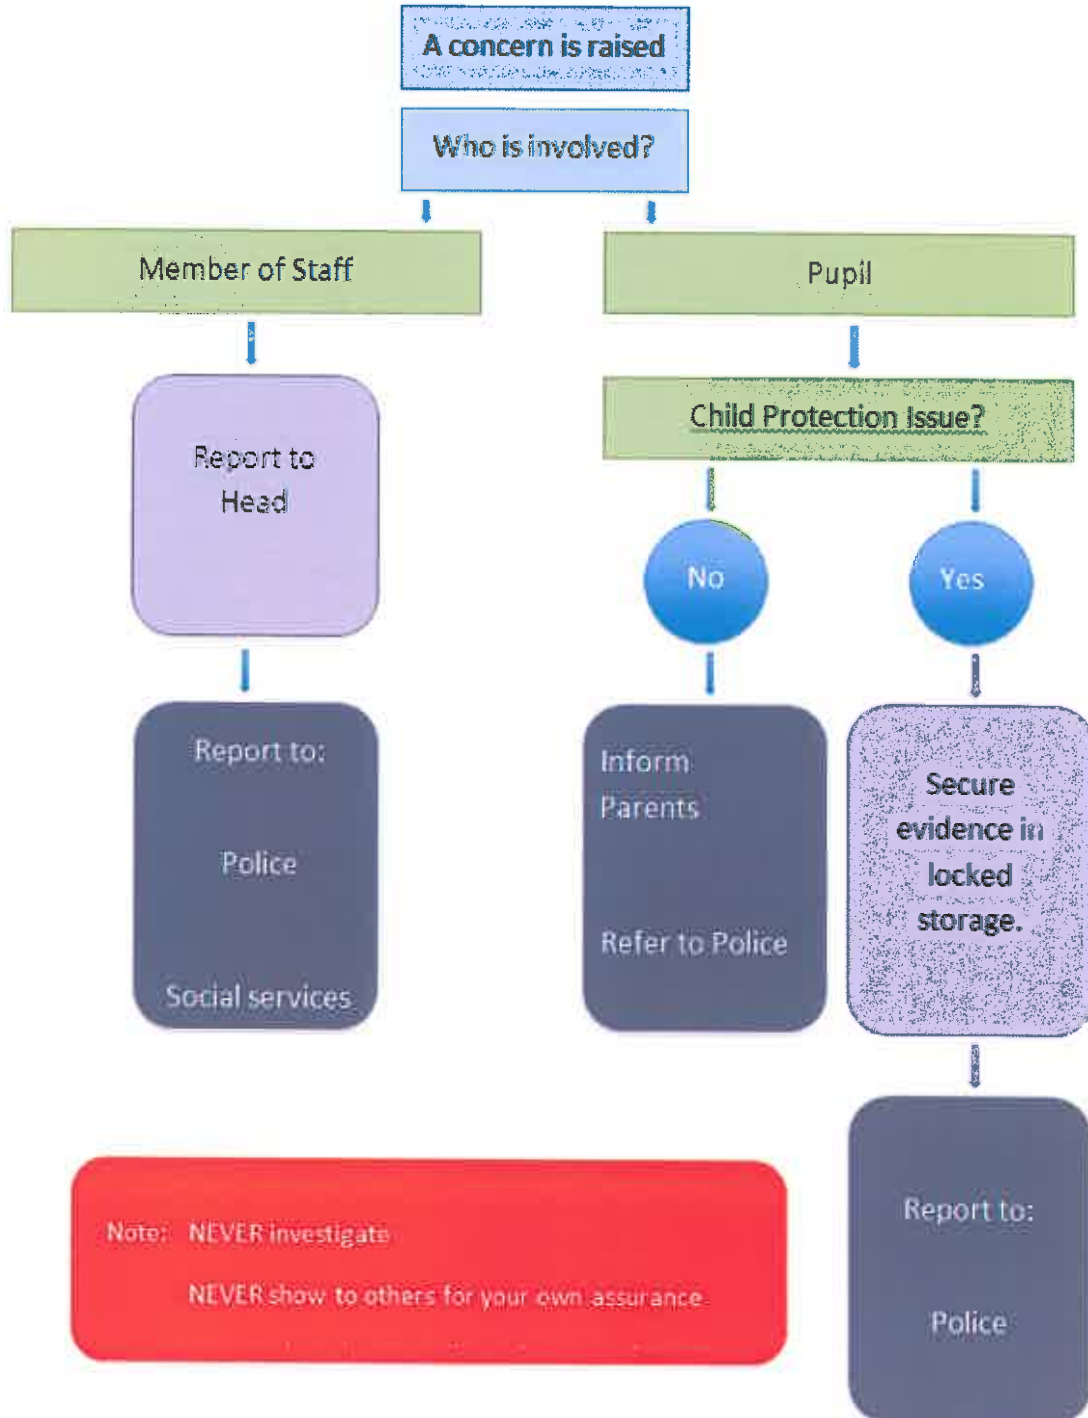 A concern is raised
Who is involved?
Member of Staff
Pupil
Child Protection Issue?
Report to
Head
No
Yes
Report to:
Police
Social services
Inform
Parents
Refer to Police
Secure
evidence in
locked
storage.
Note: NEVER investigate
NEVER show to others for your own assurance
Report to:
Police